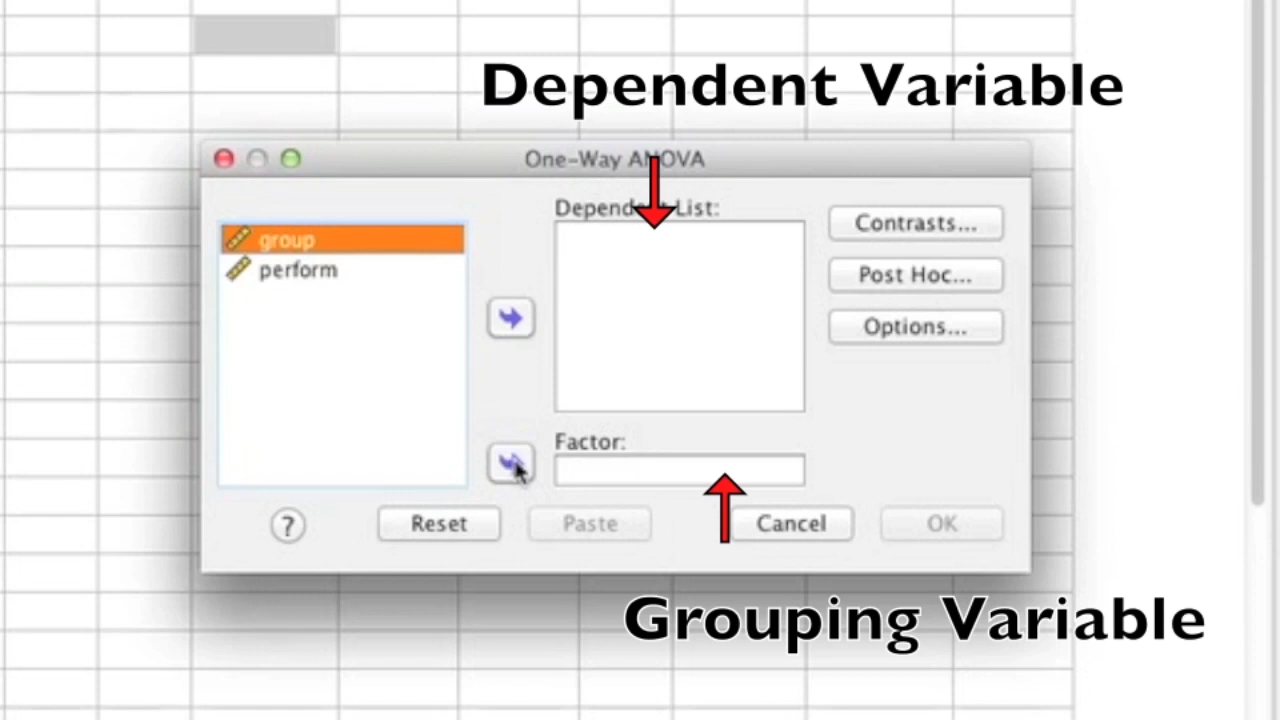 Dependent Variable
One-Way ANOVA
Dependent List:
group
perform
Contrasts...
Post Hoc...
Options...
Factor:
?
Reset
Paste
Cancel
OK
Grouping Variable